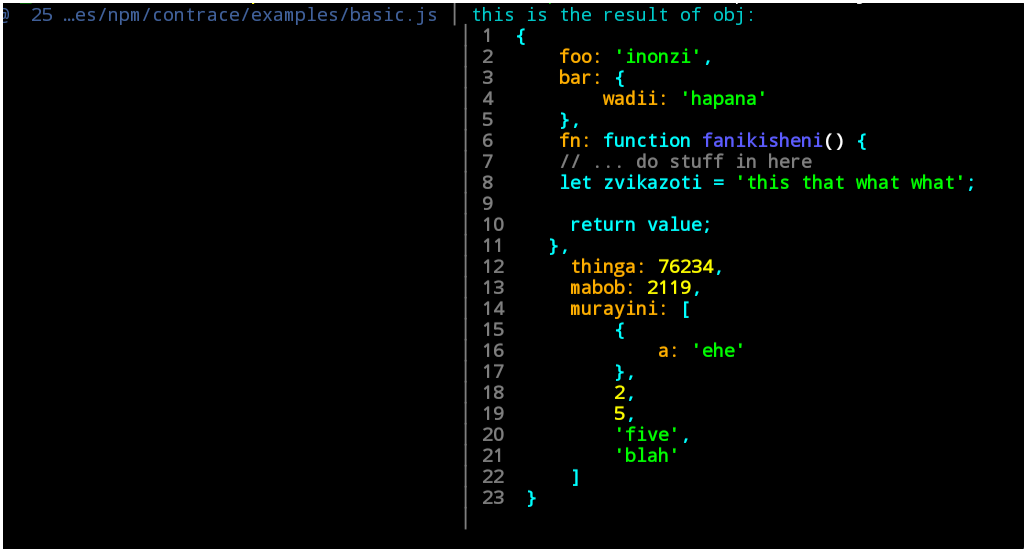 @ 25 …es/npm/contrace/examples/basic.js | this is the result of obj:
1 {
2 foo: 'inonzi',
3 bar: {
4 wadii: 'hapana'
5 },
6 fn: function fanikisheni() {
7 // ... do stuff in here
8 let zvikazoti = 'this that what what';
9
10 return value;
11 },
12 thinga: 76234,
13 mabob: 2119,
14 murayini: [
15 {
16 a: 'ehe'
17 },
18 2,
19 5,
20 'five',
21 'blah'
22 ]
23 }